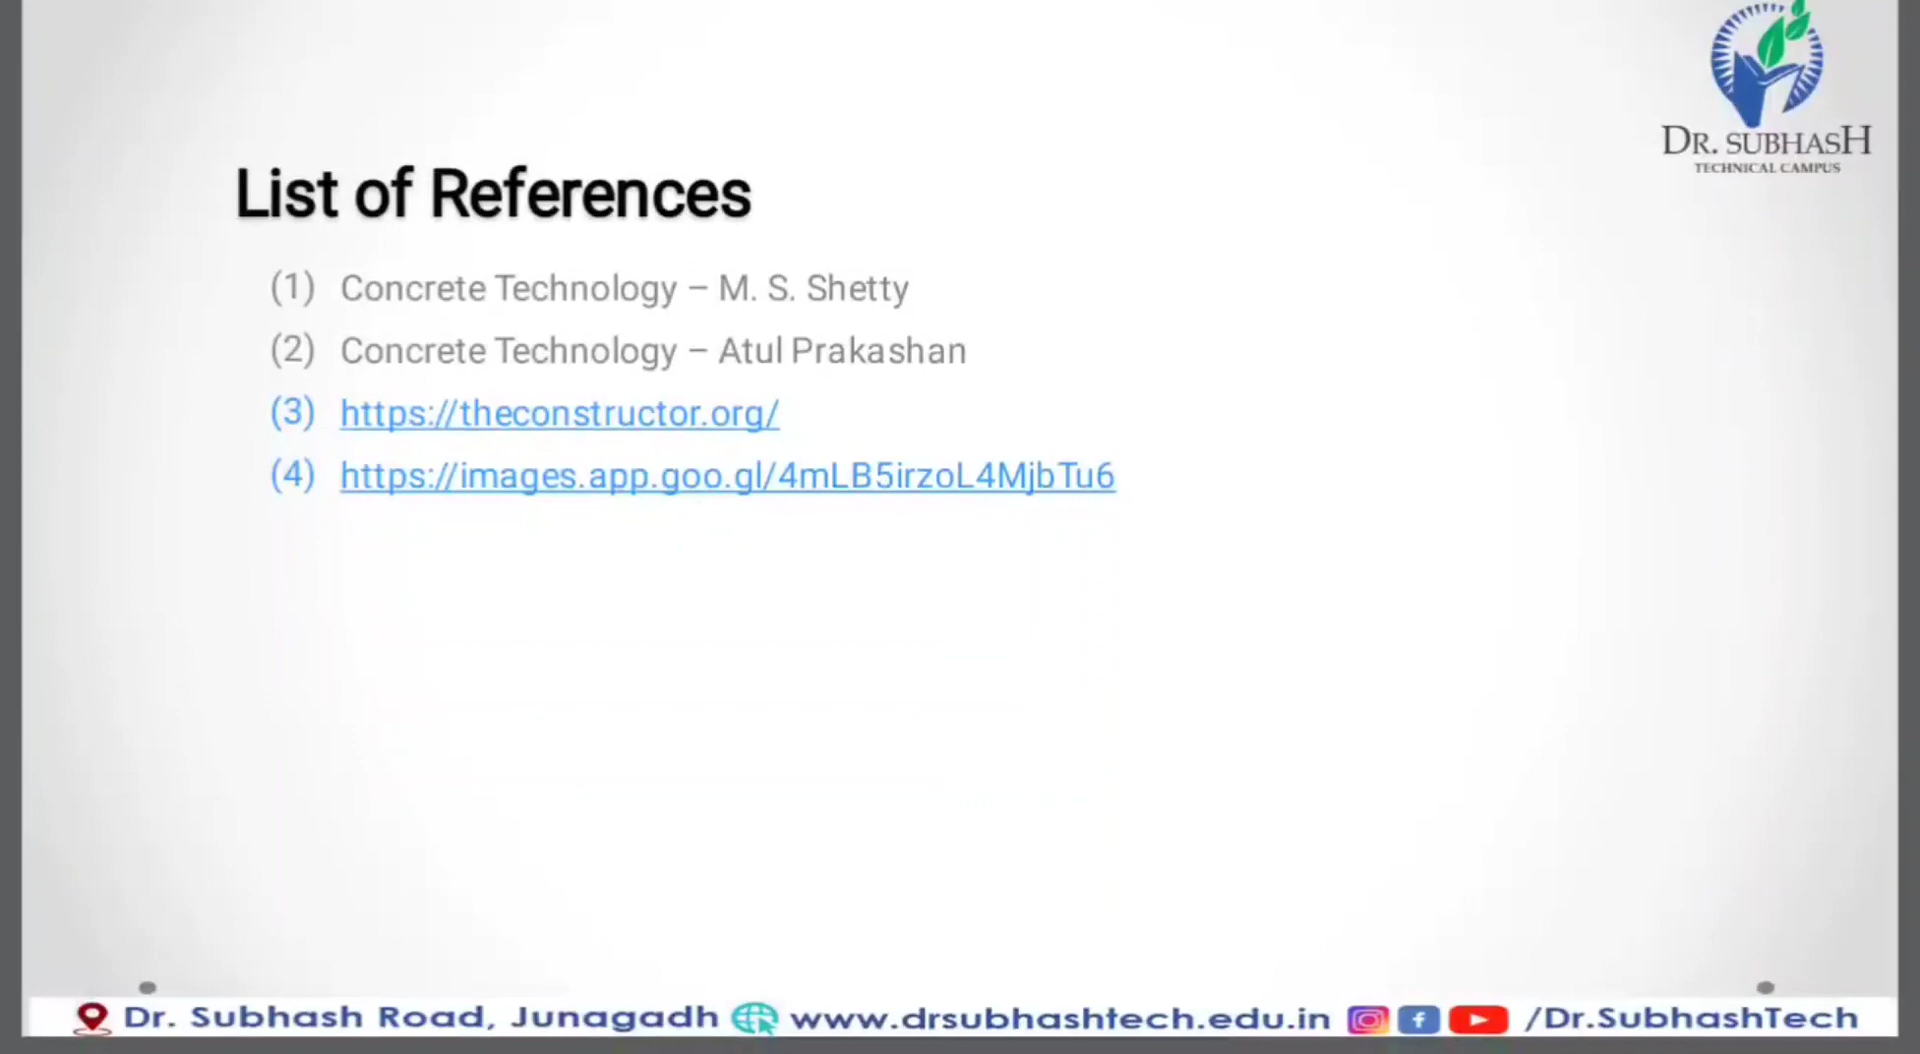 DR. SUBHASH
TECHNICAL CAMPUS
List of References
(1) Concrete Technology – M. S. Shetty
(2) Concrete Technology – Atul Prakashan
(3) https://theconstructor.org/
(4) https://images.app.goo.gl/4mLB5irzoL4MjbTu6
Dr. Subhash Road, Junagadh www.drsubhashtech.edu.in /Dr.SubhashTech